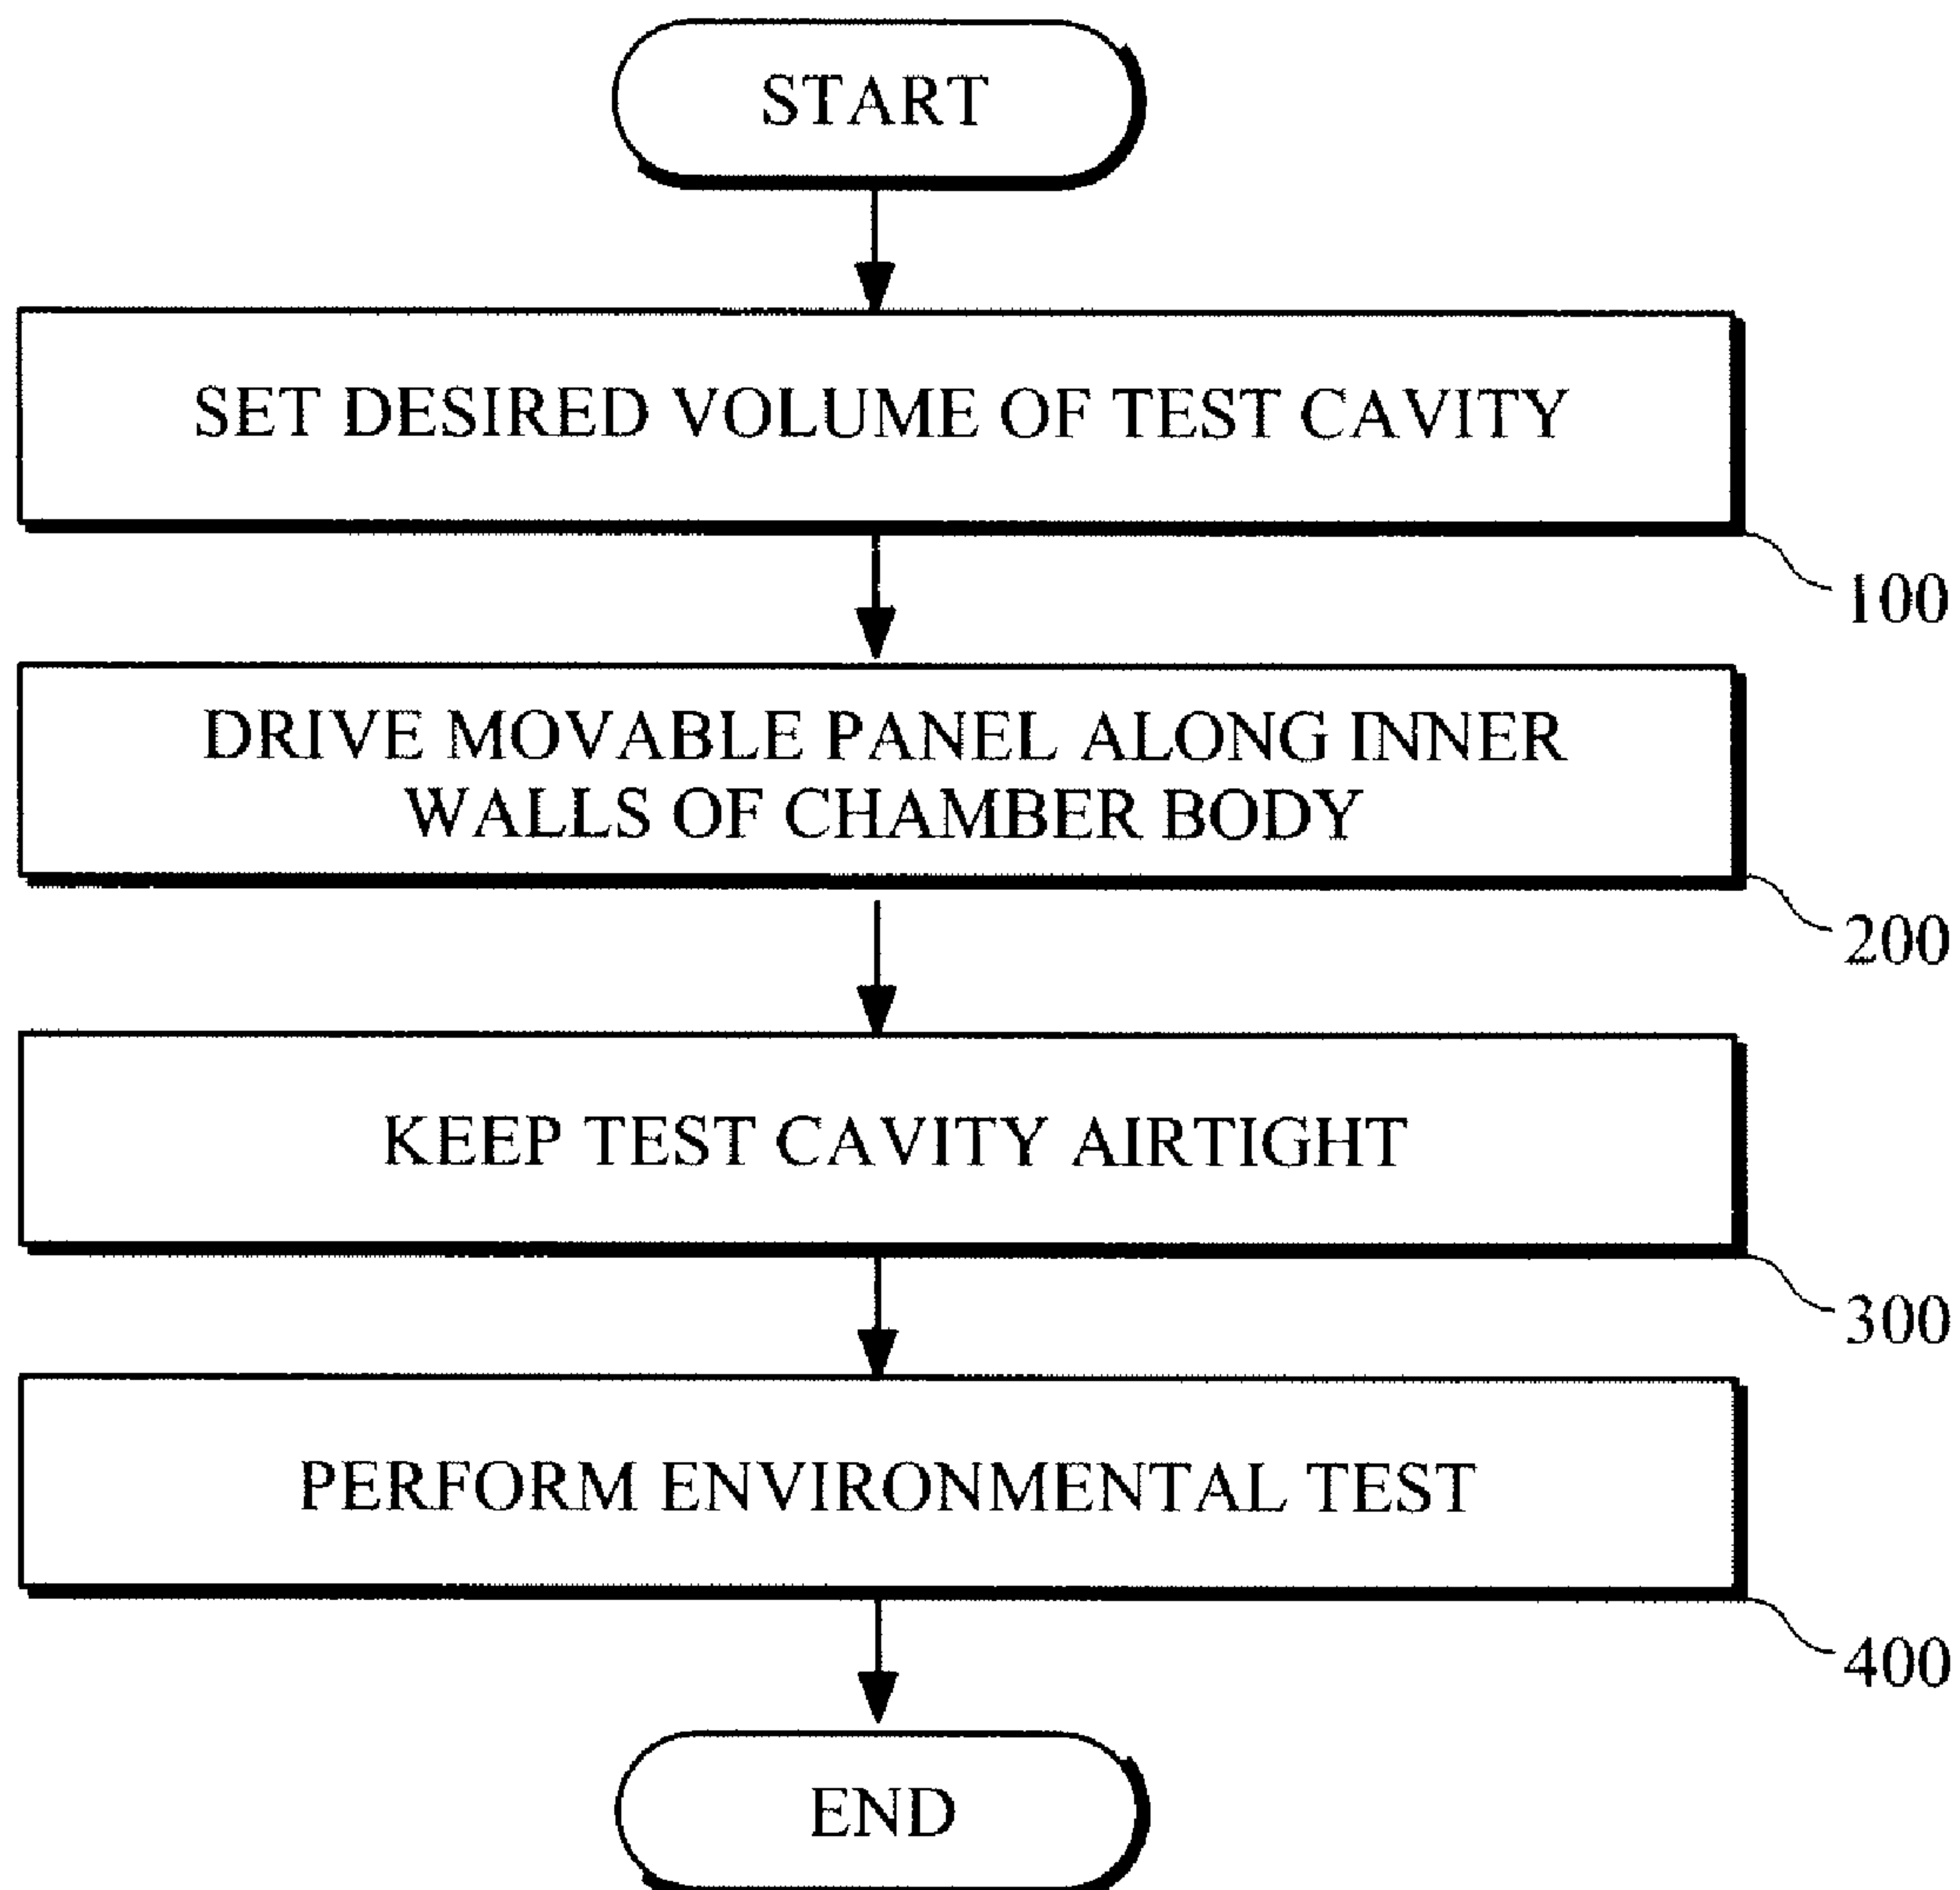 START
SET DESIRED VOLUME OF TEST CAVITY
100
DRIVE MOVABLE PANEL ALONG INNER
WALLS OF CHAMBER BODY
200
KEEP TEST CAVITY AIRTIGHT
300
PERFORM ENVIRONMENTAL TEST
400
END